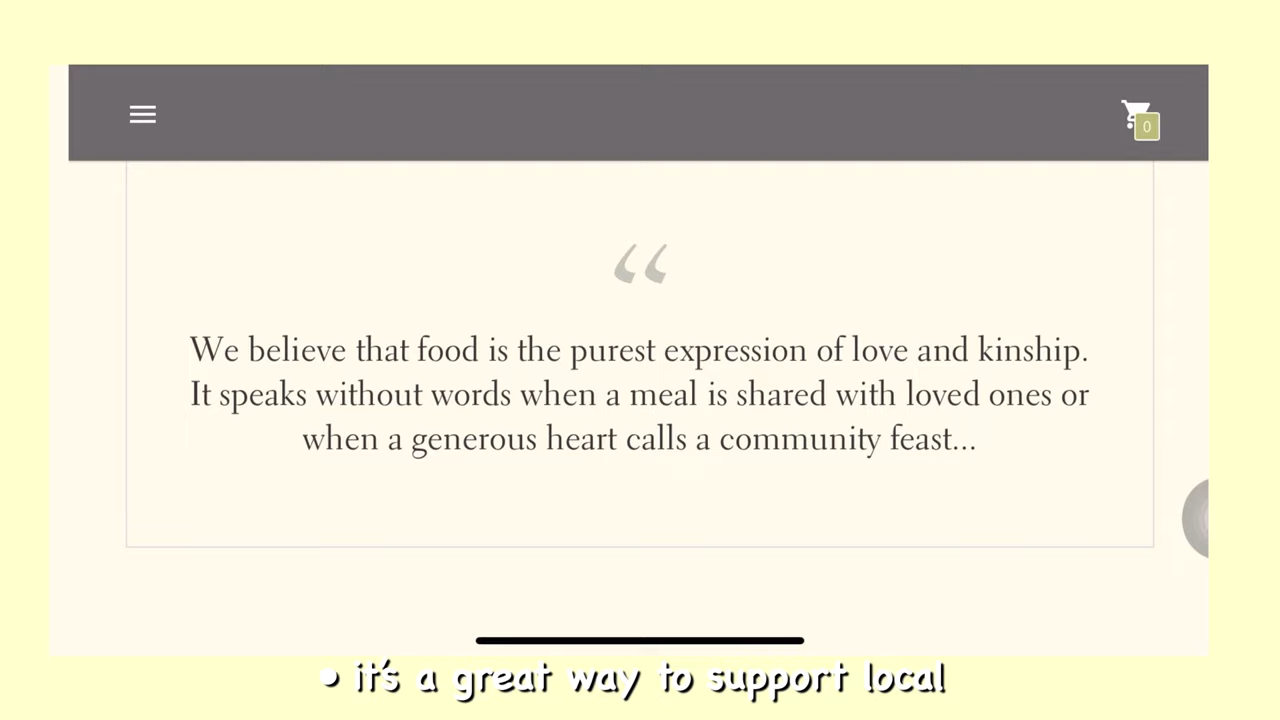 0
“
We believe that food is the purest expression of love and kinship.
It speaks without words when a meal is shared with loved ones or
when a generous heart calls a community feast...
• it's a great way to support local